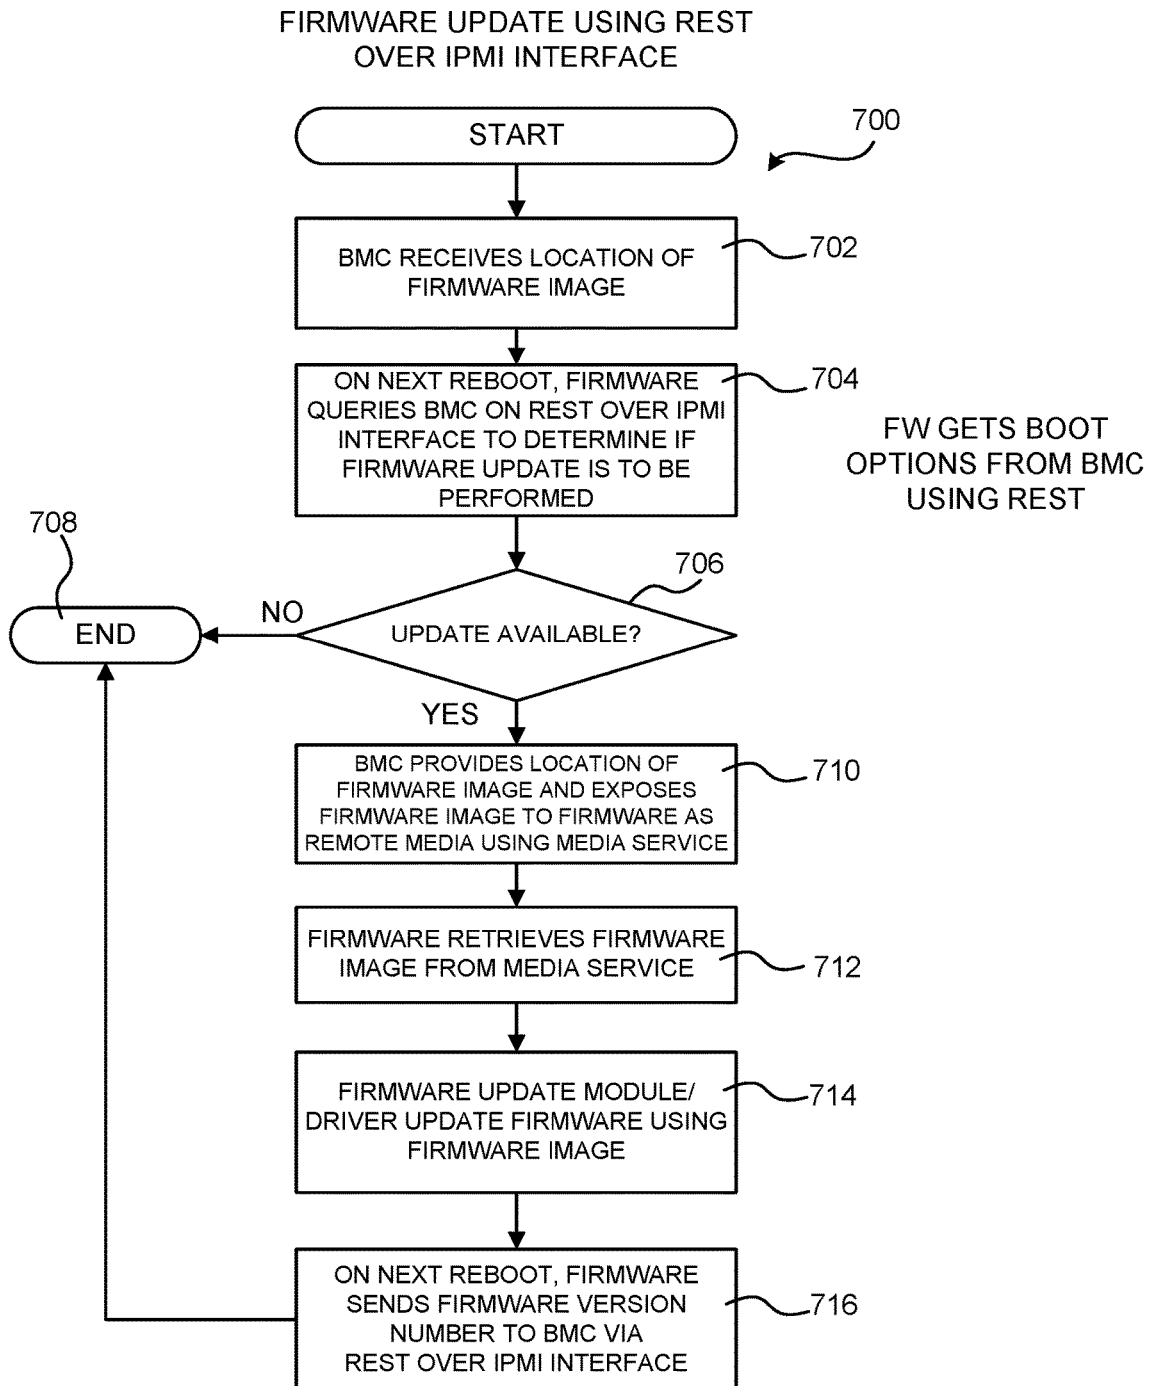 FIRMWARE UPDATE USING REST
OVER IPMI INTERFACE
START
700
BMC RECEIVES LOCATION OF
FIRMWARE IMAGE
702
ON NEXT REBOOT, FIRMWARE
QUERIES BMC ON REST OVER IPMI
INTERFACE TO DETERMINE IF
FIRMWARE UPDATE IS TO BE
PERFORMED
704
FW GETS BOOT
OPTIONS FROM BMC
USING REST
708
END
NO
706
UPDATE AVAILABLE?
YES
BMC PROVIDES LOCATION OF
FIRMWARE IMAGE AND EXPOSES
FIRMWARE IMAGE TO FIRMWARE AS
REMOTE MEDIA USING MEDIA SERVICE
710
FIRMWARE RETRIEVES FIRMWARE
IMAGE FROM MEDIA SERVICE
712
FIRMWARE UPDATE MODULE/
DRIVER UPDATE FIRMWARE USING
FIRMWARE IMAGE
714
ON NEXT REBOOT, FIRMWARE
SENDS FIRMWARE VERSION
NUMBER TO BMC VIA
REST OVER IPMI INTERFACE
716